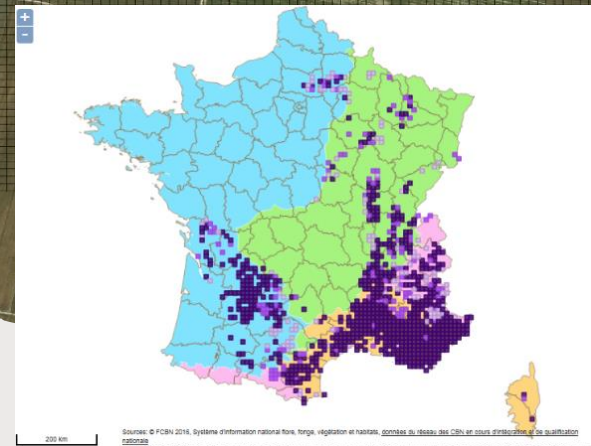 +
−
Sources: © FCBN 2016, Système d'information national flore, fonge, végétation et habitats, données du réseau des CBN en cours d'intégration et de qualification
nationale
200 km